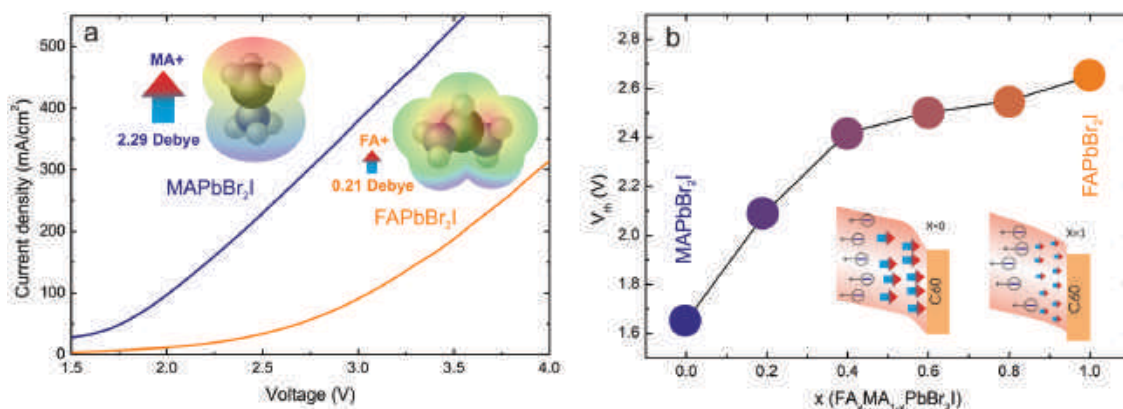 a
MA+
2.29 Debye
MAPbBr₂I
FA+
0.21 Debye
FAPbBr₂I
Current density (mA/cm²)
500
400
300
200
100
0
1.5
2.0
2.5
3.0
3.5
4.0
Voltage (V)
b
2.8
2.6
2.4
2.2
2.0
1.8
1.6
Vₜₕ (V)
MAPbBr₂I
FAPbBr₂I
X=0
C60
X=1
C60
0.0
0.2
0.4
0.6
0.8
1.0
x (FAₓMA₁₋ₓPbBr₂I)